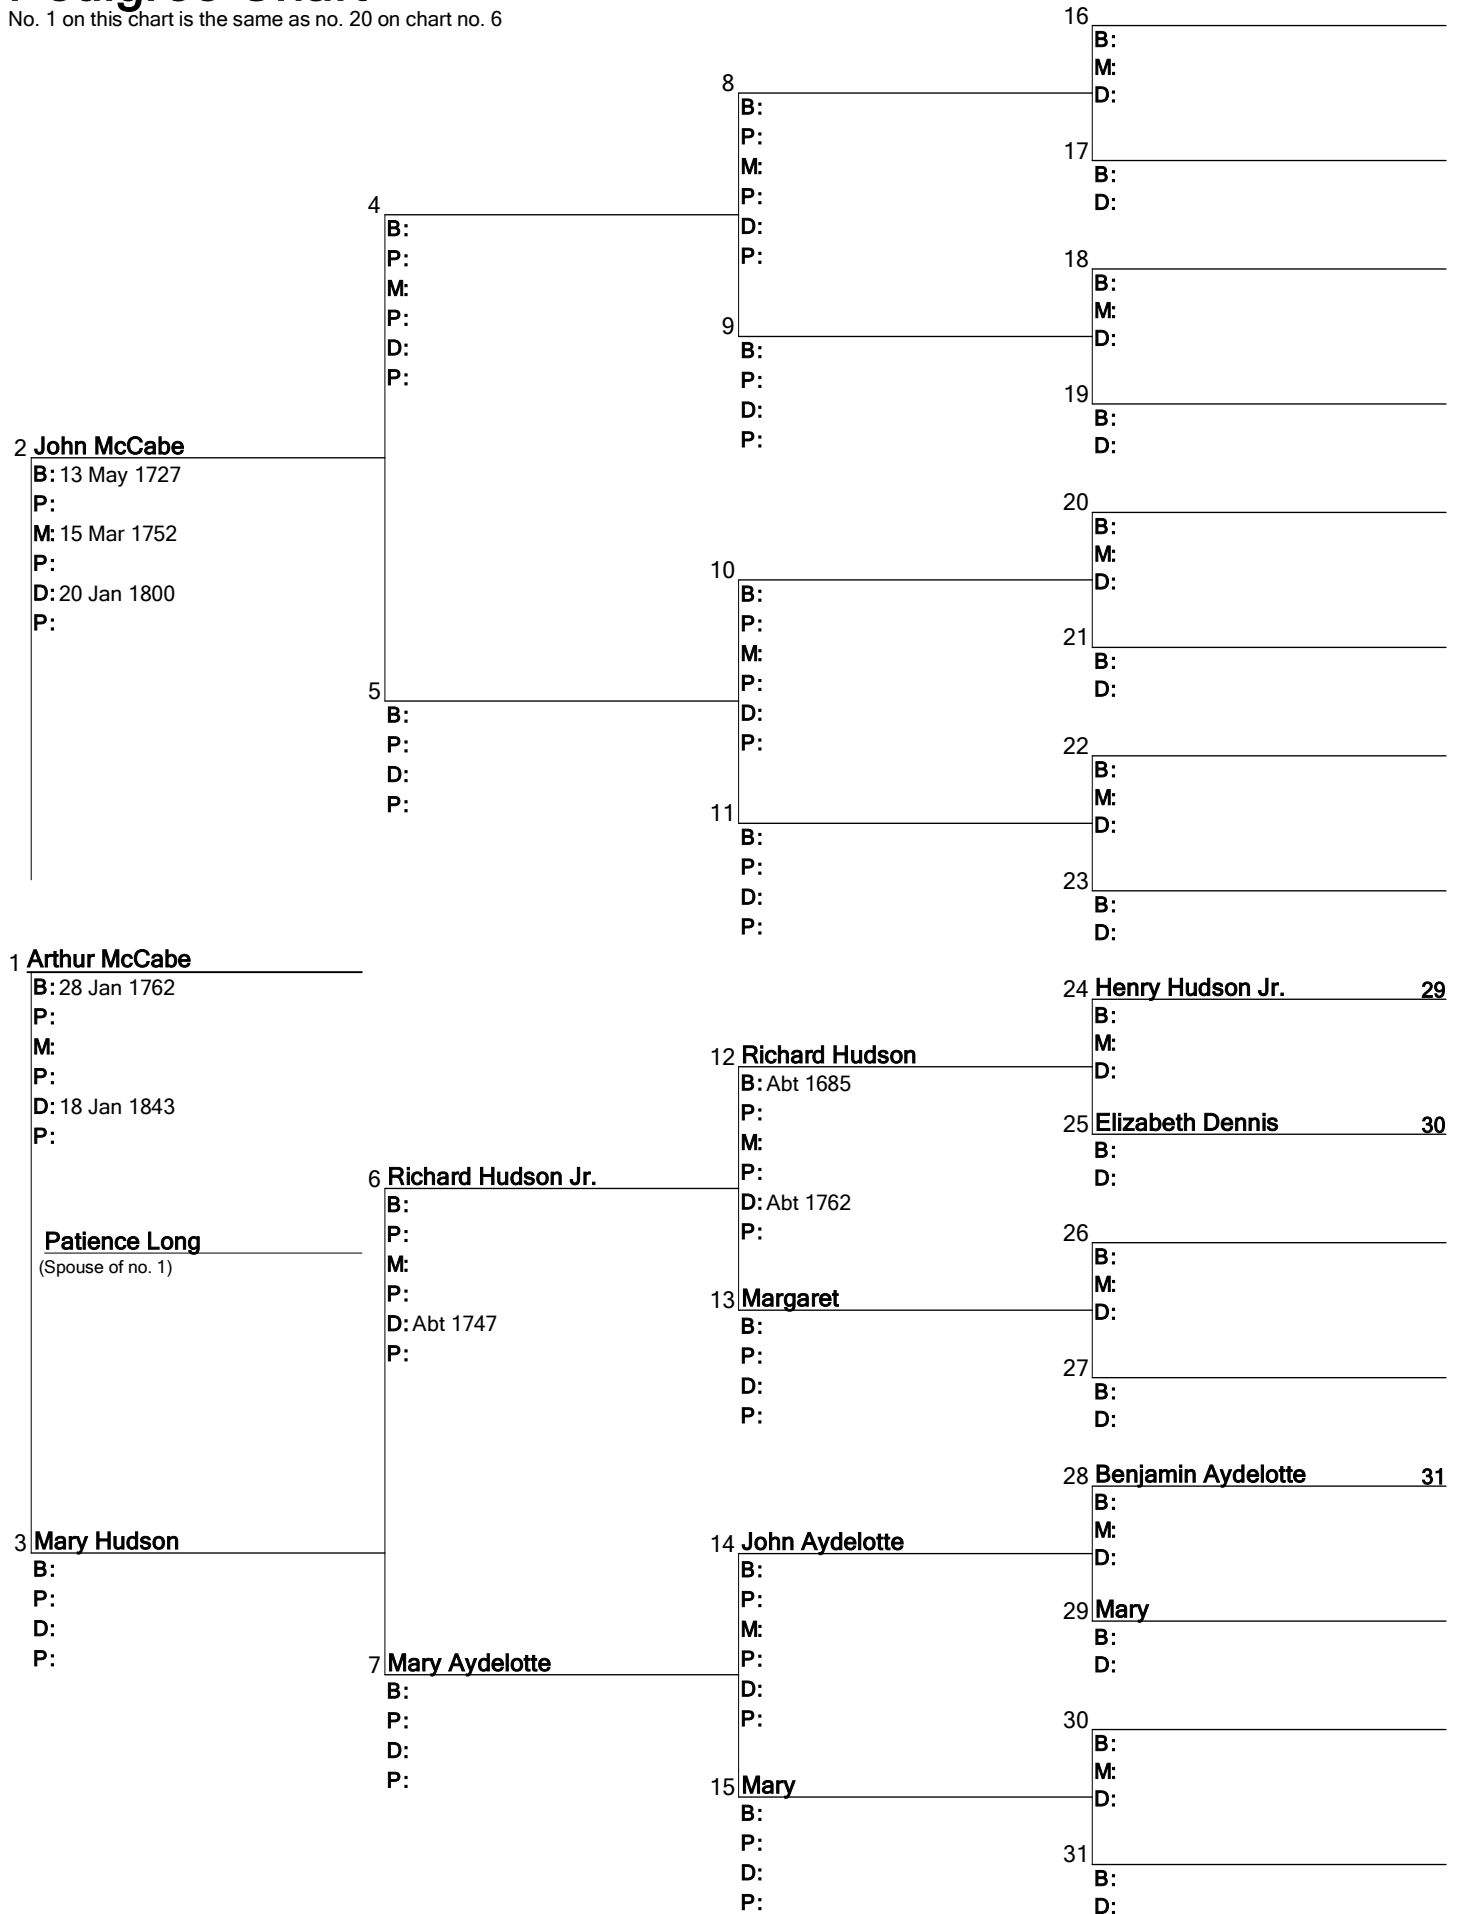 Pedigree Chart
No. 1 on this chart is the same as no. 20 on chart no. 6
16
B:
M:
D:
17
B:
D:
8
B:
P:
M:
P:
D:
P:
4
B:
P:
M:
P:
D:
P:
18
B:
M:
D:
9
B:
P:
D:
P:
19
B:
D:
2 John McCabe
B: 13 May 1727
P:
M: 15 Mar 1752
P:
D: 20 Jan 1800
P:
20
B:
M:
D:
10
B:
P:
M:
P:
D:
P:
21
B:
D:
5
B:
P:
D:
P:
22
B:
M:
D:
11
B:
P:
D:
P:
23
B:
D:
1 Arthur McCabe
B: 28 Jan 1762
P:
M:
P:
D: 18 Jan 1843
P:
Patience Long
(Spouse of no. 1)
24 Henry Hudson Jr. 29
B:
M:
D:
12 Richard Hudson
B: Abt 1685
P:
M:
P:
D: Abt 1762
P:
25 Elizabeth Dennis 30
B:
D:
6 Richard Hudson Jr.
B:
P:
M:
P:
D: Abt 1747
P:
26
B:
M:
D:
13 Margaret
B:
P:
D:
P:
27
B:
D:
28 Benjamin Aydelotte 31
B:
M:
D:
3 Mary Hudson
B:
P:
D:
P:
14 John Aydelotte
B:
P:
M:
P:
D:
P:
29 Mary
B:
D:
7 Mary Aydelotte
B:
P:
D:
P:
30
B:
M:
D:
15 Mary
B:
P:
D:
P:
31
B:
D: